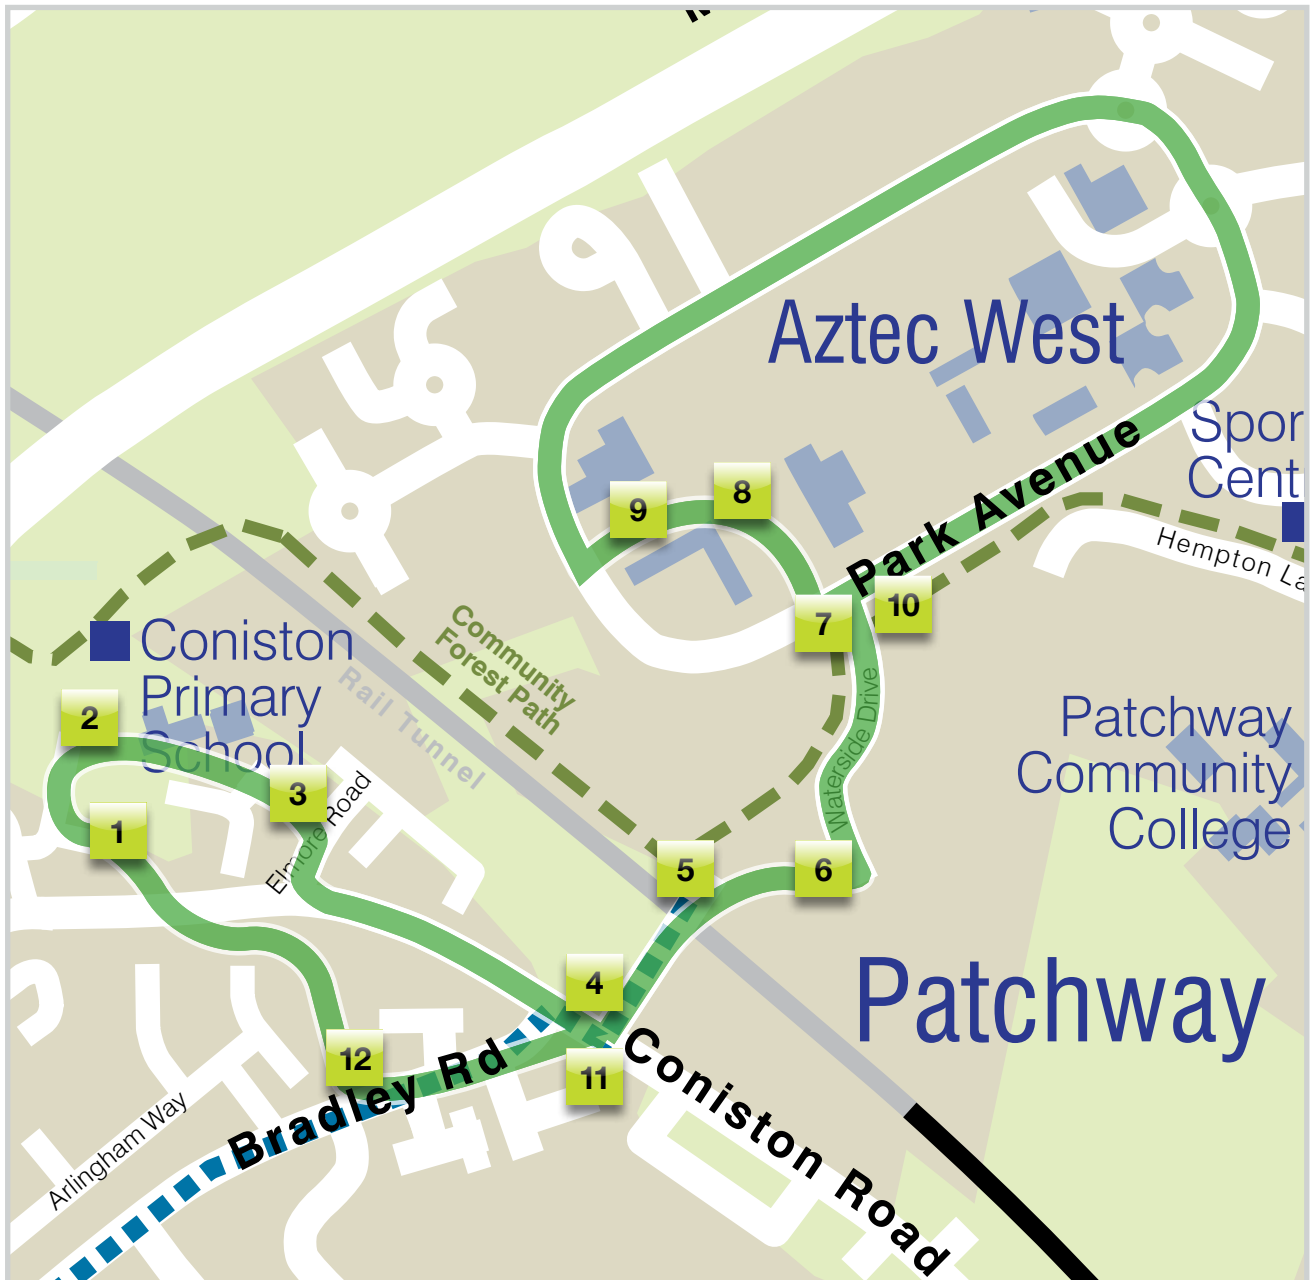 Aztec West
Spor
Cent
Park Avenue
Hempton La
8
9
10
7
Community
Forest Path
Coniston
Primary
School
Rail Tunnel
Waterside Drive
Patchway
Community
College
2
3
1
Elmore Road
5
6
4
Patchway
12
11
Bradley Rd
Coniston Road
Arlingham Way